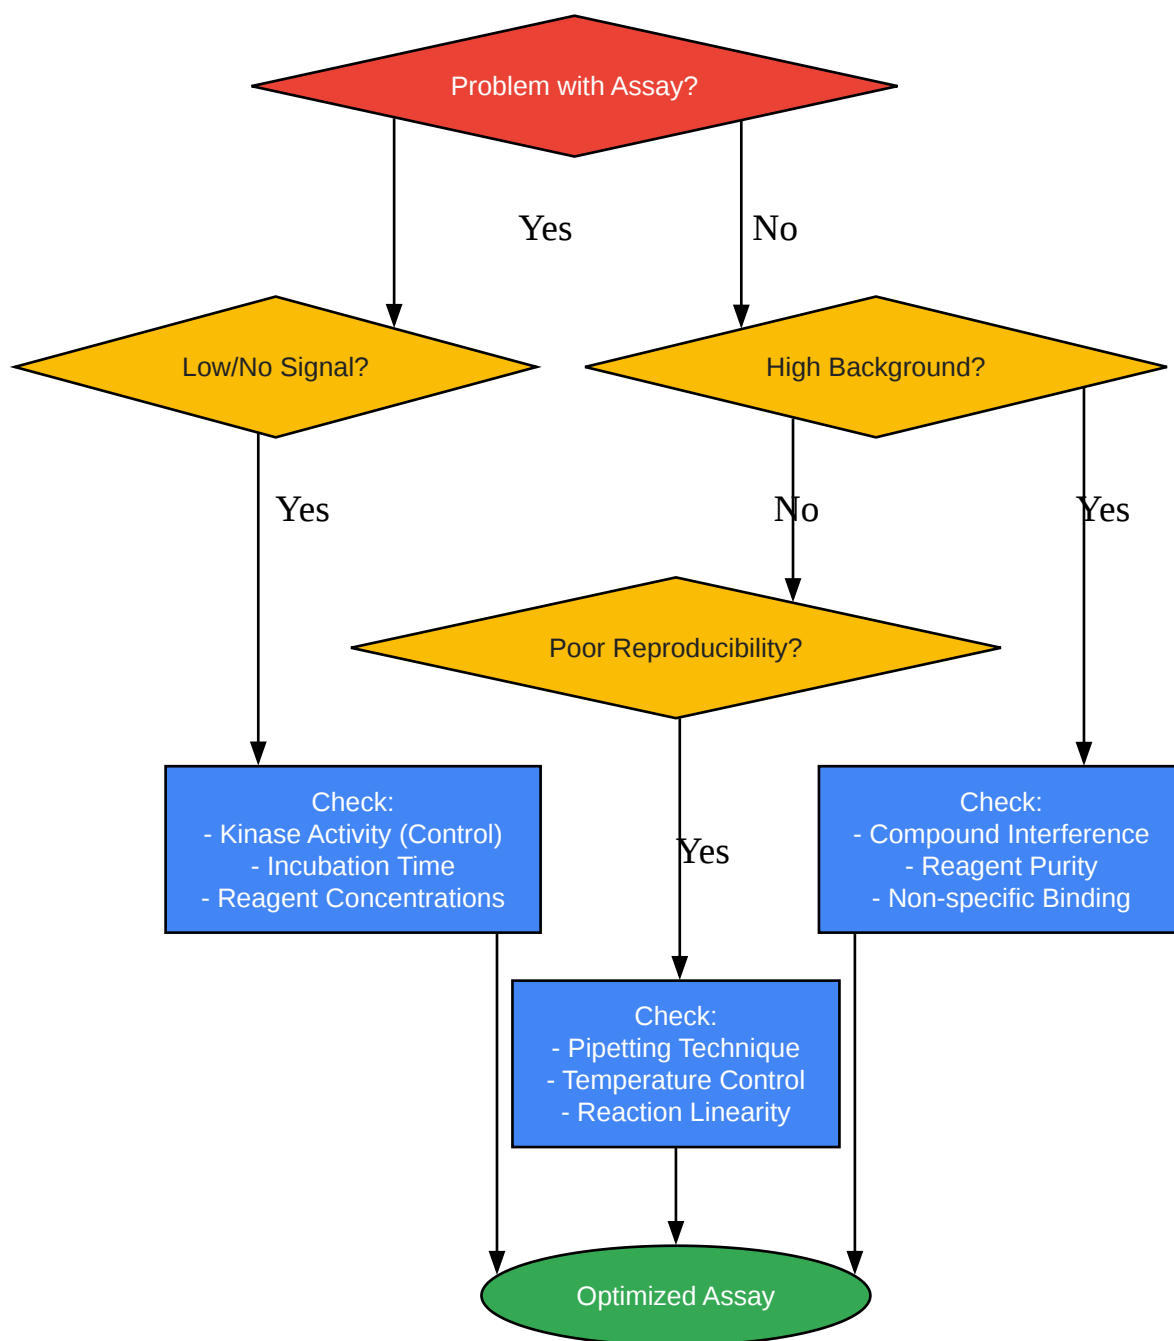 Problem with Assay?
Yes
No
Low/No Signal?
High Background?
Yes
No
Yes
Poor Reproducibility?
Check:
- Kinase Activity (Control)
- Incubation Time
- Reagent Concentrations
Yes
Check:
- Compound Interference
- Reagent Purity
- Non-specific Binding
Check:
- Pipetting Technique
- Temperature Control
- Reaction Linearity
Optimized Assay